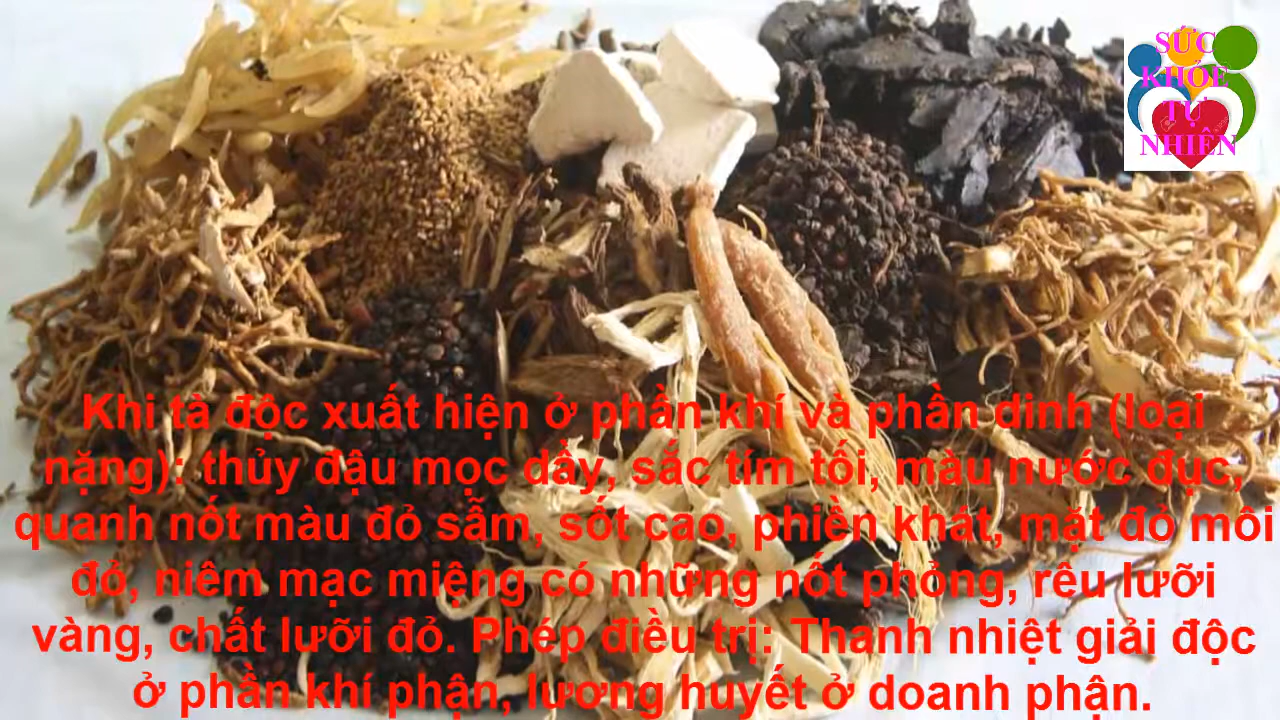 SỨC
KHỎE
TỰ
NHIÊN
Khi tà độc xuất hiện ở phần khí và phần dinh (loại
nặng): thủy đậu mọc dầy, sắc tím tối, màu nước đục,
quanh nốt màu đỏ sẫm, sốt cao, phiền khát, mặt đỏ môi
đỏ, niêm mạc miệng có những nốt phỏng, rêu lưỡi
vàng, chất lưỡi đỏ. Phép điều trị: Thanh nhiệt giải độc
ở phần khí phận, lương huyết ở doanh phận.